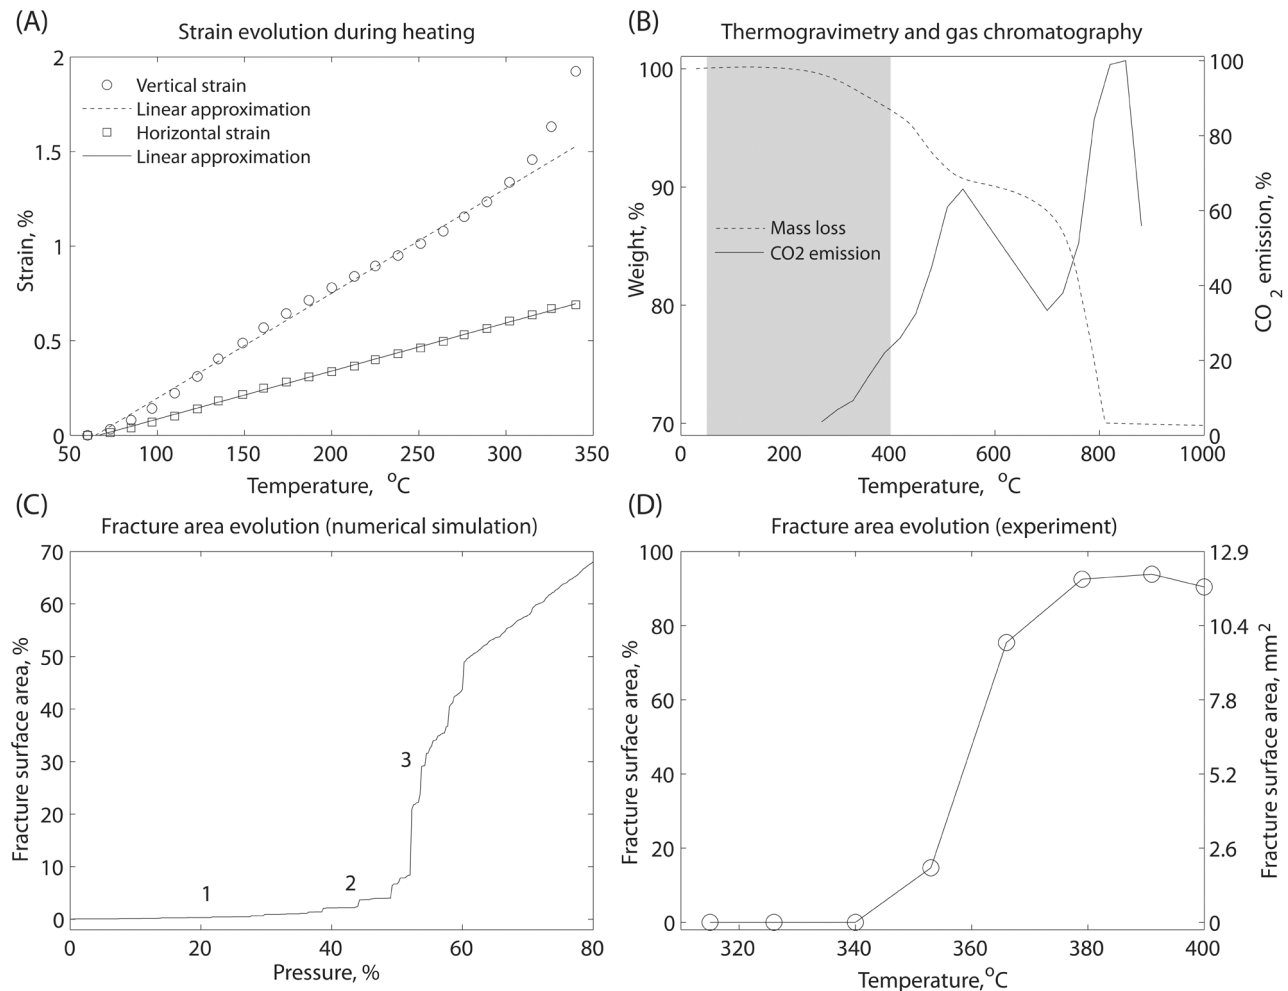 (A)
Strain evolution during heating
2
1.5
1
0.5
0
Strain, %
Vertical strain
Linear approximation
Horizontal strain
Linear approximation
50 100 150 200 250 300 350
Temperature, °C
(B)
Thermogravimetry and gas chromatography
100
90
80
70
Weight, %
Mass loss
CO2 emission
100
80
60
40
20
0
CO2 emission, %
0 200 400 600 800 1000
Temperature, °C
(C)
Fracture area evolution (numerical simulation)
70
60
50
40
30
20
10
0
Fracture surface area, %
1
2
3
0 20 40 60 80
Pressure, %
(D)
Fracture area evolution (experiment)
100
80
60
40
20
0
Fracture surface area, %
12.9
10.4
7.8
5.2
2.6
0
Fracture surface area, mm2
320 340 360 380 400
Temperature,°C